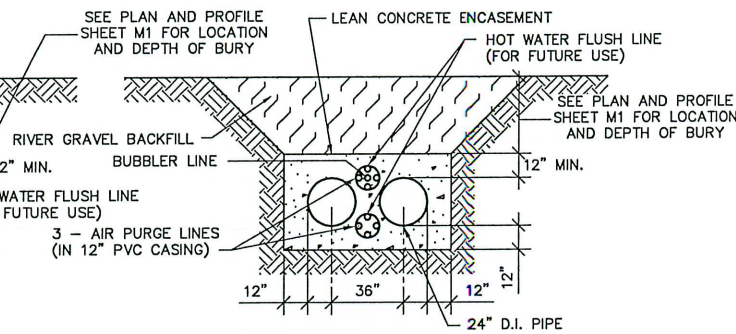 SEE PLAN AND PROFILE
SHEET M1 FOR LOCATION
AND DEPTH OF BURY
LEAN CONCRETE ENCASEMENT
HOT WATER FLUSH LINE
(FOR FUTURE USE)
SEE PLAN AND PROFILE
SHEET M1 FOR LOCATION
AND DEPTH OF BURY
RIVER GRAVEL BACKFILL
2" MIN.
BUBBLER LINE
12" MIN.
WATER FLUSH LINE
FUTURE USE)
3 – AIR PURGE LINES
(IN 12" PVC CASING)
12"
12"
36"
12"
24" D.I. PIPE